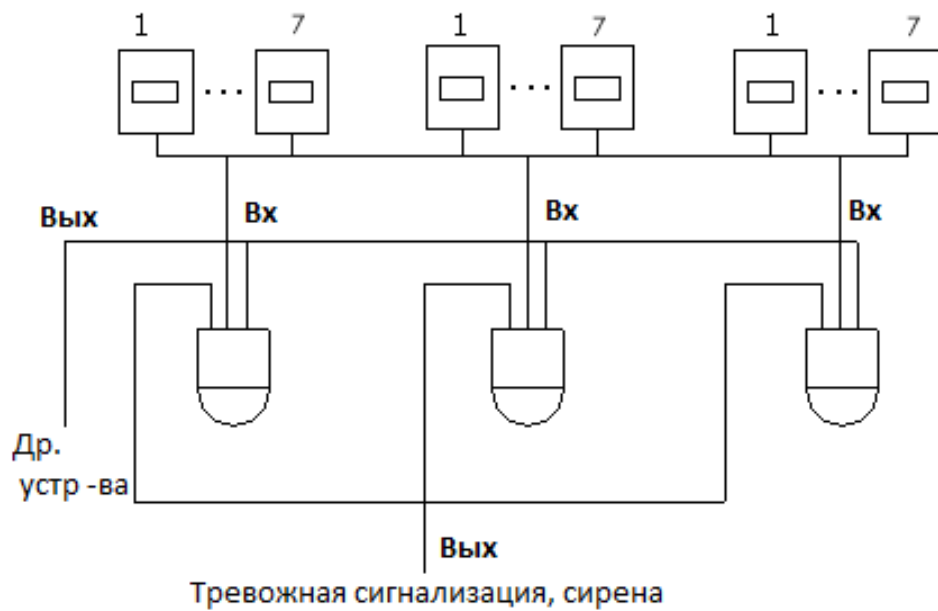 1 7 1 7 1 7
Вых Вх Вх Вх
Др.
устр -ва
Вых
Тревожная сигнализация, сирена